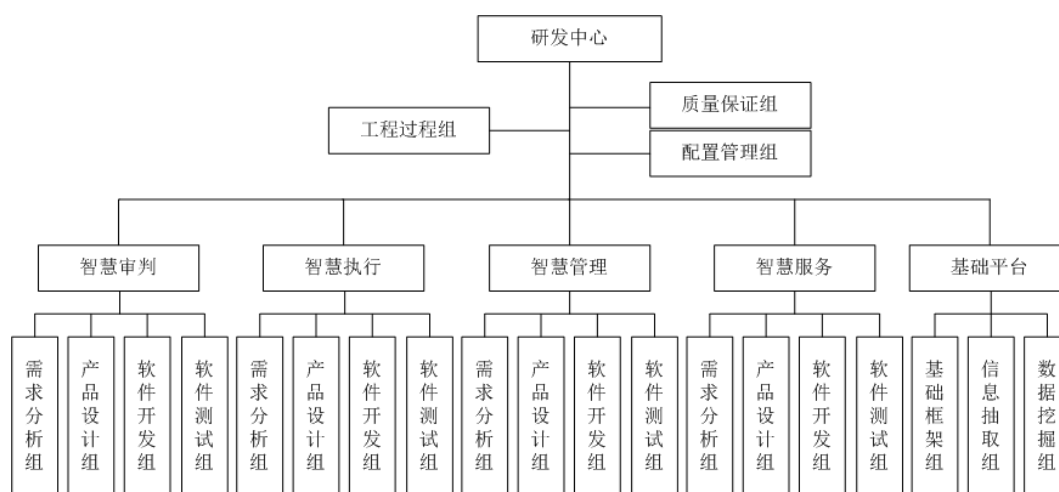 研发中心
质量保证组
工程过程组
配置管理组
智慧审判
智慧执行
智慧管理
智慧服务
基础平台
需求分析组
产品设计组
软件开发组
软件测试组
需求分析组
产品设计组
软件开发组
软件测试组
需求分析组
产品设计组
软件开发组
软件测试组
需求分析组
产品设计组
软件开发组
软件测试组
基础框架组
信息抽取组
数据挖掘组